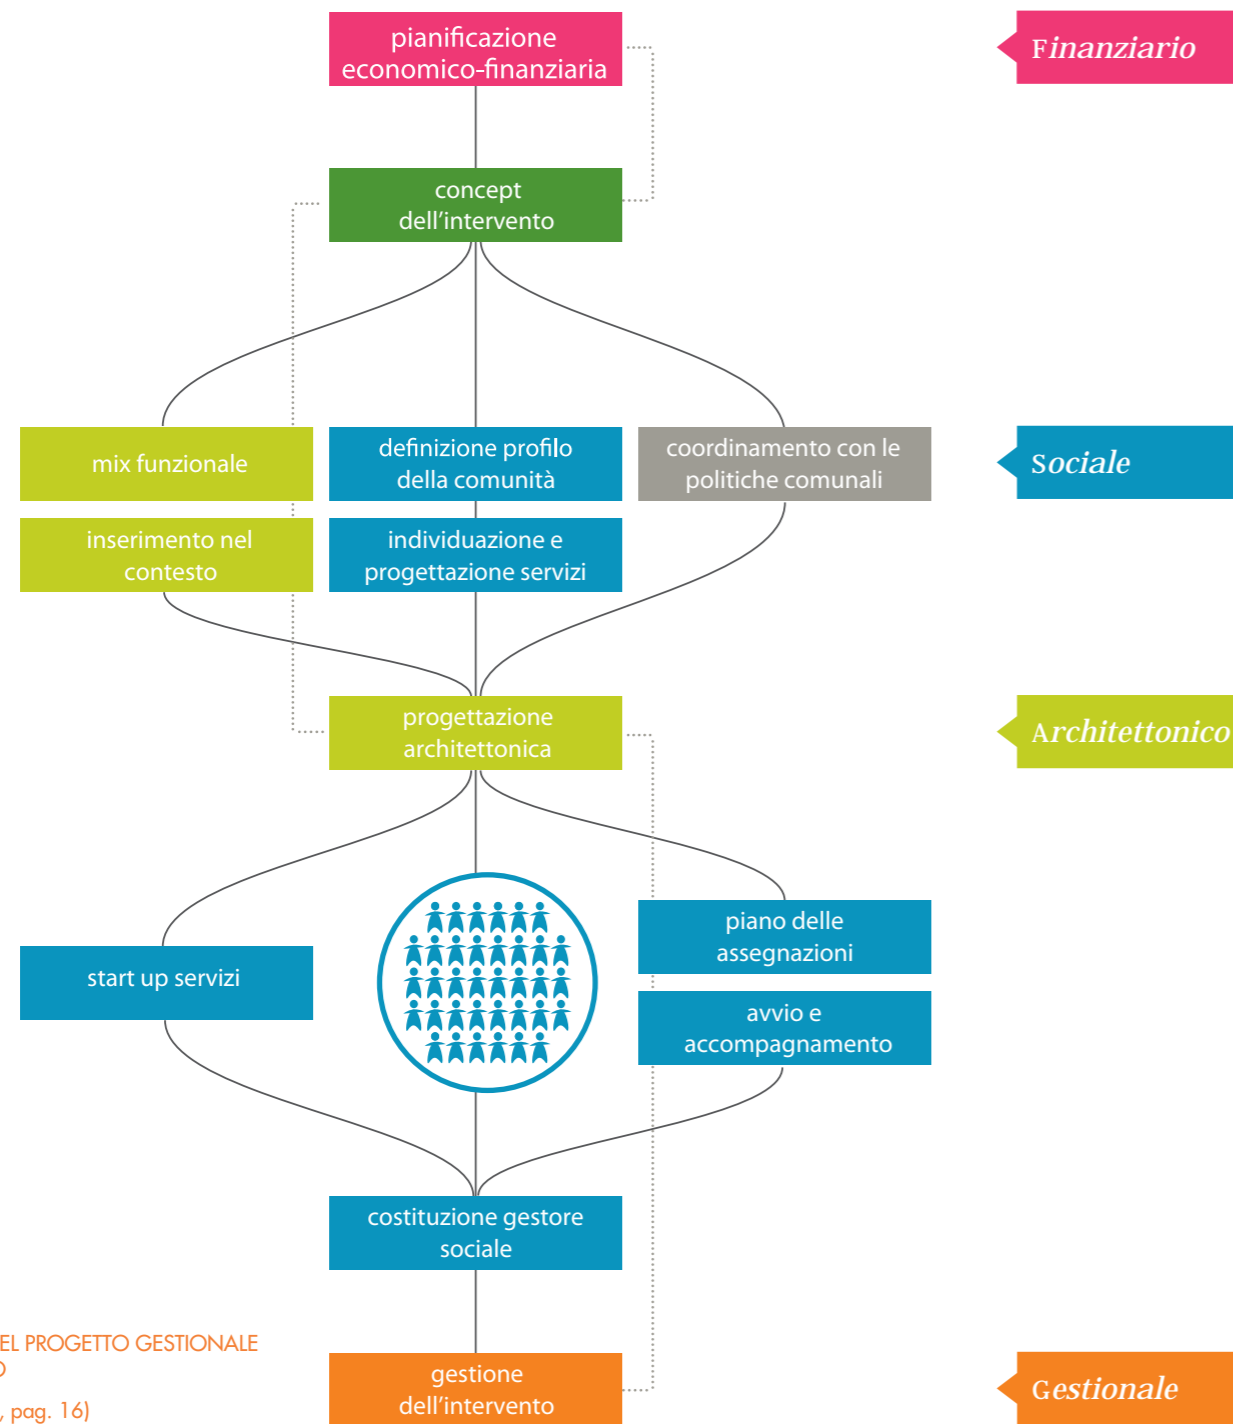 pianificazione
economico-finanziaria
Finanziario
concept
dell’intervento
mix funzionale
definizione profilo
della comunità
coordinamento con le
politiche comunali
Sociale
inserimento nel
contesto
individuazione e
progettazione servizi
progettazione
architettonica
Architettonico
start up servizi
piano delle
assegnazioni
avvio e
accompagnamento
costituzione gestore
sociale
EL PROGETTO GESTIONALE
O
, pag. 16)
gestione
dell’intervento
Gestionale